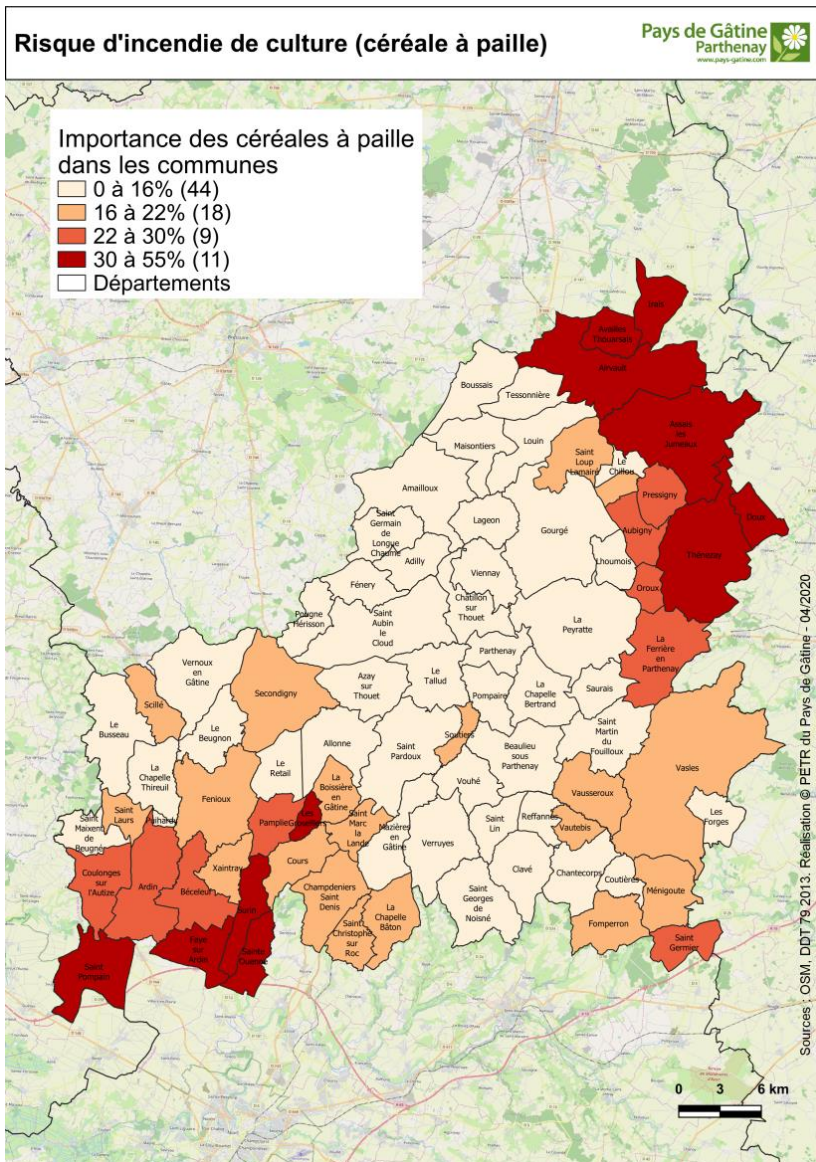 Risque d'incendie de culture (céréale à paille)
Pays de Gâtine
Parthenay
www.pays-gatine.com
Importance des céréales à paille
dans les communes
0 à 16% (44)
16 à 22% (18)
22 à 30% (9)
30 à 55% (11)
Départements
Irais
Availles
Thouarsais
Airvault
Boussais
Tessonnière
Assais
les
Jumeaux
Maisontiers
Louin
Saint
Loup
Lamairé
Le
Chillou
Pressigny
Amailloux
Saint
Germain
de
Longue
Chaume
Lageon
Gourgé
Aubigny
Doux
Thénezay
Adilly
Viennay
Lhoumois
Fénery
Oroux
Pougne
Hérisson
Saint
Aubin
le
Cloud
Chatillon
sur
Thouet
La
Peyratte
Parthenay
La
Ferrière
en
Parthenay
Vernoux
en
Gâtine
Secondigny
Azay
sur
Thouet
Le
Tallud
Pompaire
La
Chapelle
Bertrand
Saurais
Scillé
Le
Busseau
Le
Beugnon
Allonne
Saint
Pardoux
Soutiers
Beaulieu
sous
Parthenay
Saint
Martin
du
Fouilloux
La
Chapelle
Thireuil
Le
Retail
Vasles
Fenioux
La
Boissière
en
Gâtine
Vouhé
Vausseroux
Saint
Laurs
Saint
Maixent
de
Beugné
Pamplie
Les
Saint
Marc
la
Lande
Mazières
en
Gâtine
Verruyes
Saint
Lin
Reffannes
Vautebis
Les
Forges
Coulonges
sur
l'Autize
Ardin
Béceleuf
Xaintray
Cours
Clavé
Chantecorps
Coutières
Ménigoute
Surin
Champdeniers
Saint
Denis
Saint
Georges
de
Noisné
La
Chapelle
Bâton
Saint
Christophe
sur
Roc
Fomperron
Saint
Germier
Faye
sur
Ardin
Sainte
Ouenne
Saint
Pompain
Sources : OSM, DDT 79 2013. Réalisation © PETR du Pays de Gâtine - 04/2020
0 3 6 km